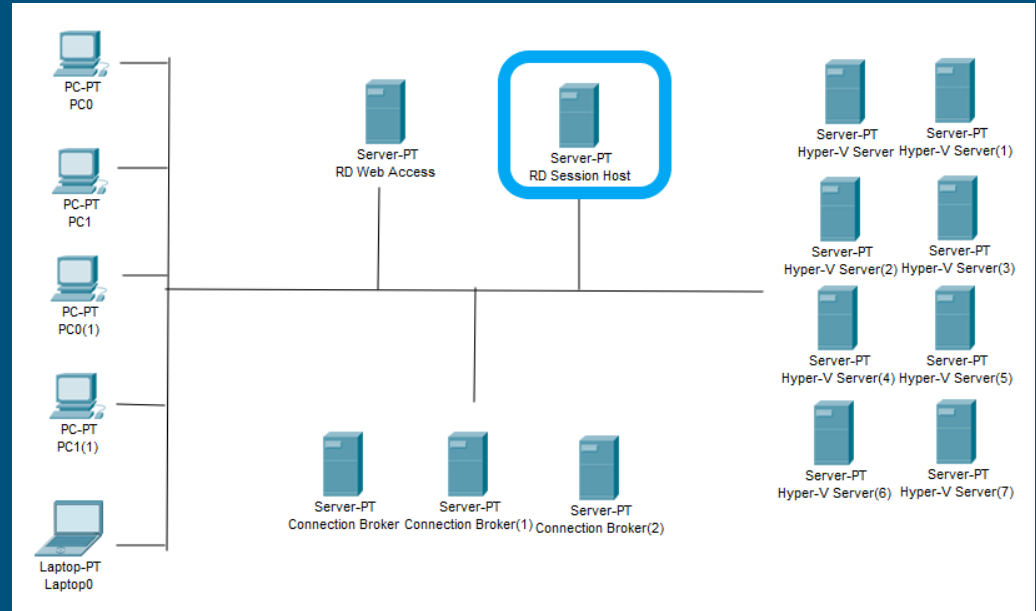 PC-PT
PC0
PC-PT
PC1
PC-PT
PC0(1)
PC-PT
PC1(1)
Laptop-PT
Laptop0
Server-PT
RD Web Access
Server-PT
RD Session Host
Server-PT
Connection Broker
Server-PT
Connection Broker(1)
Server-PT
Connection Broker(2)
Server-PT
Hyper-V Server
Server-PT
Hyper-V Server(1)
Server-PT
Hyper-V Server(2)
Server-PT
Hyper-V Server(3)
Server-PT
Hyper-V Server(4)
Server-PT
Hyper-V Server(5)
Server-PT
Hyper-V Server(6)
Server-PT
Hyper-V Server(7)